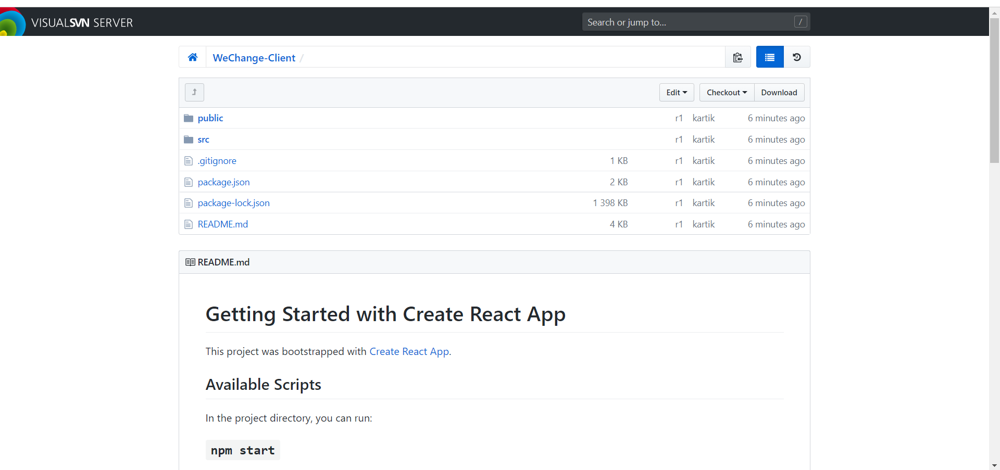 VISUALSVN SERVER
Search or jump to... /
WeChange-Client /
Edit Checkout Download
public r1 kartik 6 minutes ago
src r1 kartik 6 minutes ago
.gitignore 1 KB r1 kartik 6 minutes ago
package.json 2 KB r1 kartik 6 minutes ago
package-lock.json 1 398 KB r1 kartik 6 minutes ago
README.md 4 KB r1 kartik 6 minutes ago
README.md
Getting Started with Create React App
This project was bootstrapped with Create React App.
Available Scripts
In the project directory, you can run:
npm start